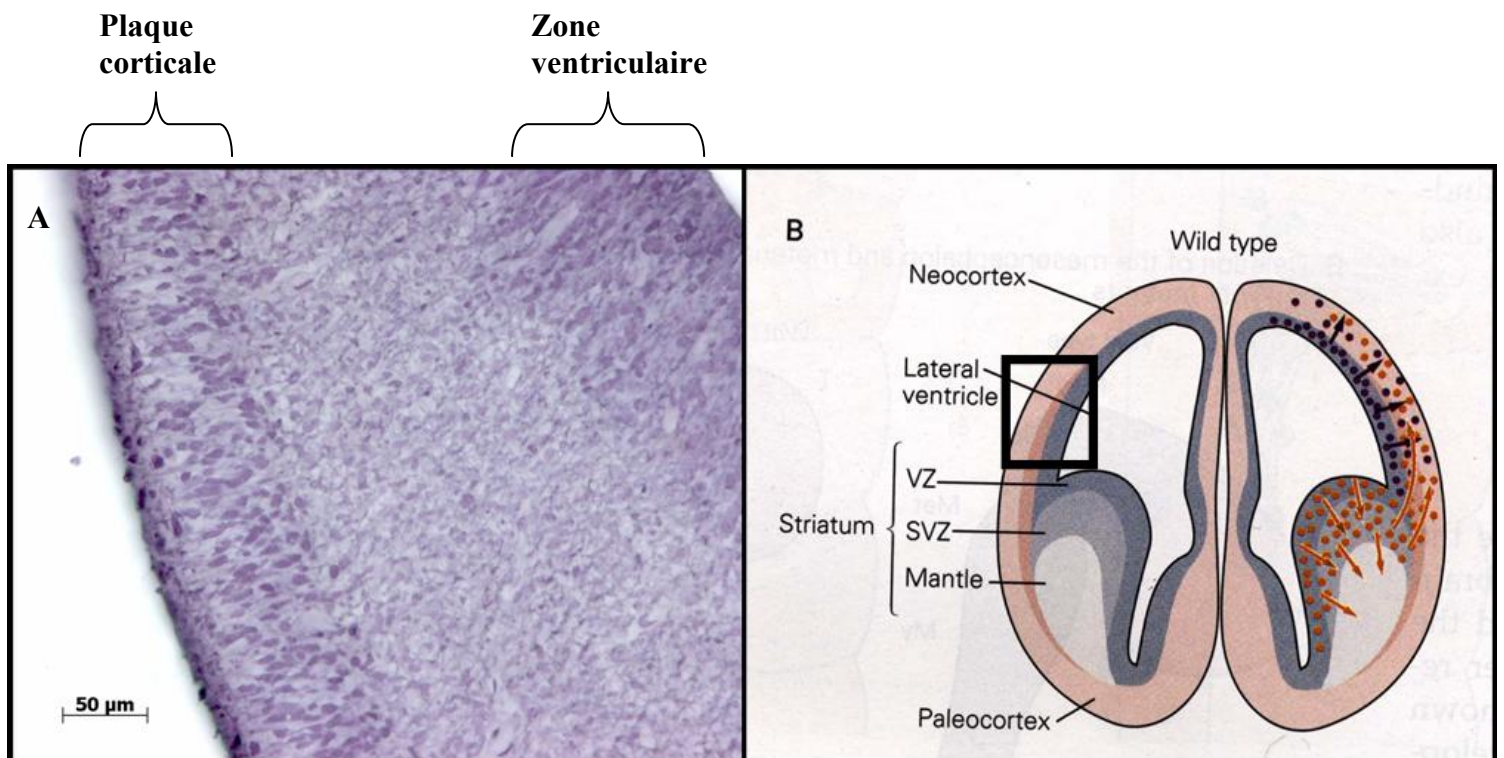 Plaque
corticale
Zone
ventriculaire
A
50 µm
B
Wild type
Neocortex
Lateral
ventricle
VZ
SVZ
Striatum
Mantle
Paleocortex